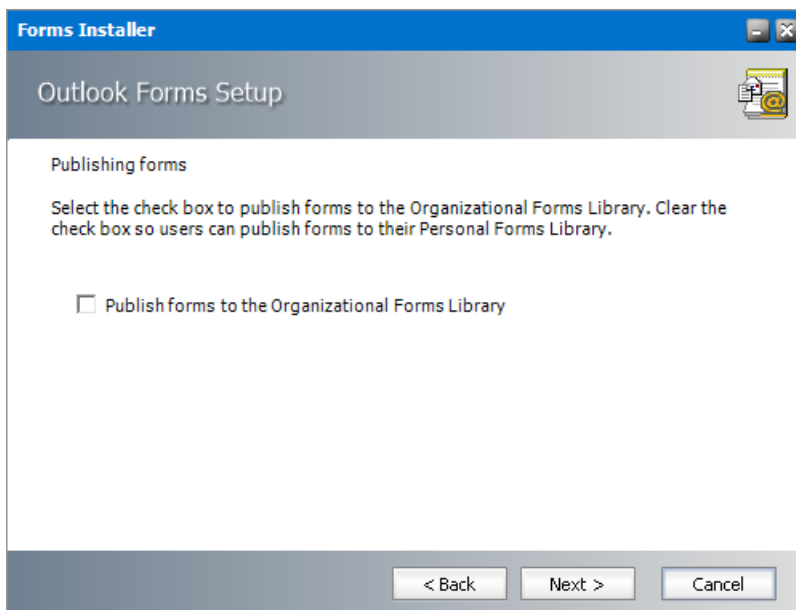 Forms Installer
Outlook Forms Setup
Publishing forms
Select the check box to publish forms to the Organizational Forms Library. Clear the
check box so users can publish forms to their Personal Forms Library.
Publish forms to the Organizational Forms Library
< Back
Next >
Cancel